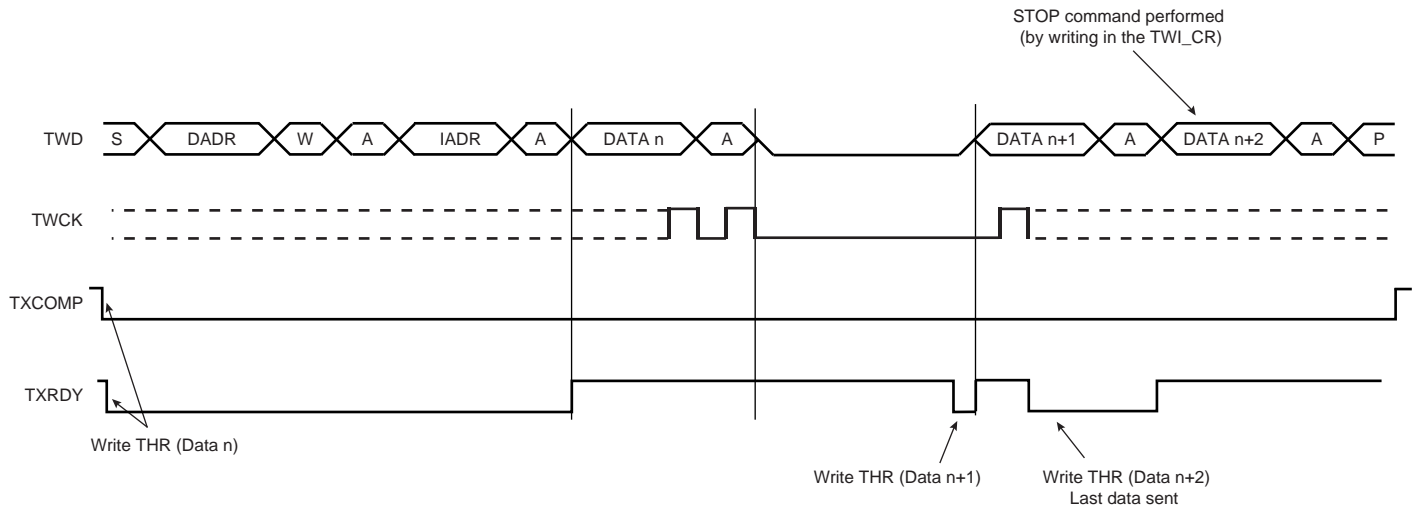 STOP command performed
(by writing in the TWI_CR)
TWD S DADR W A IADR A DATA n A DATA n+1 A DATA n+2 A P
TWCK
TXCOMP
TXRDY
Write THR (Data n)
Write THR (Data n+1)
Write THR (Data n+2)
Last data sent